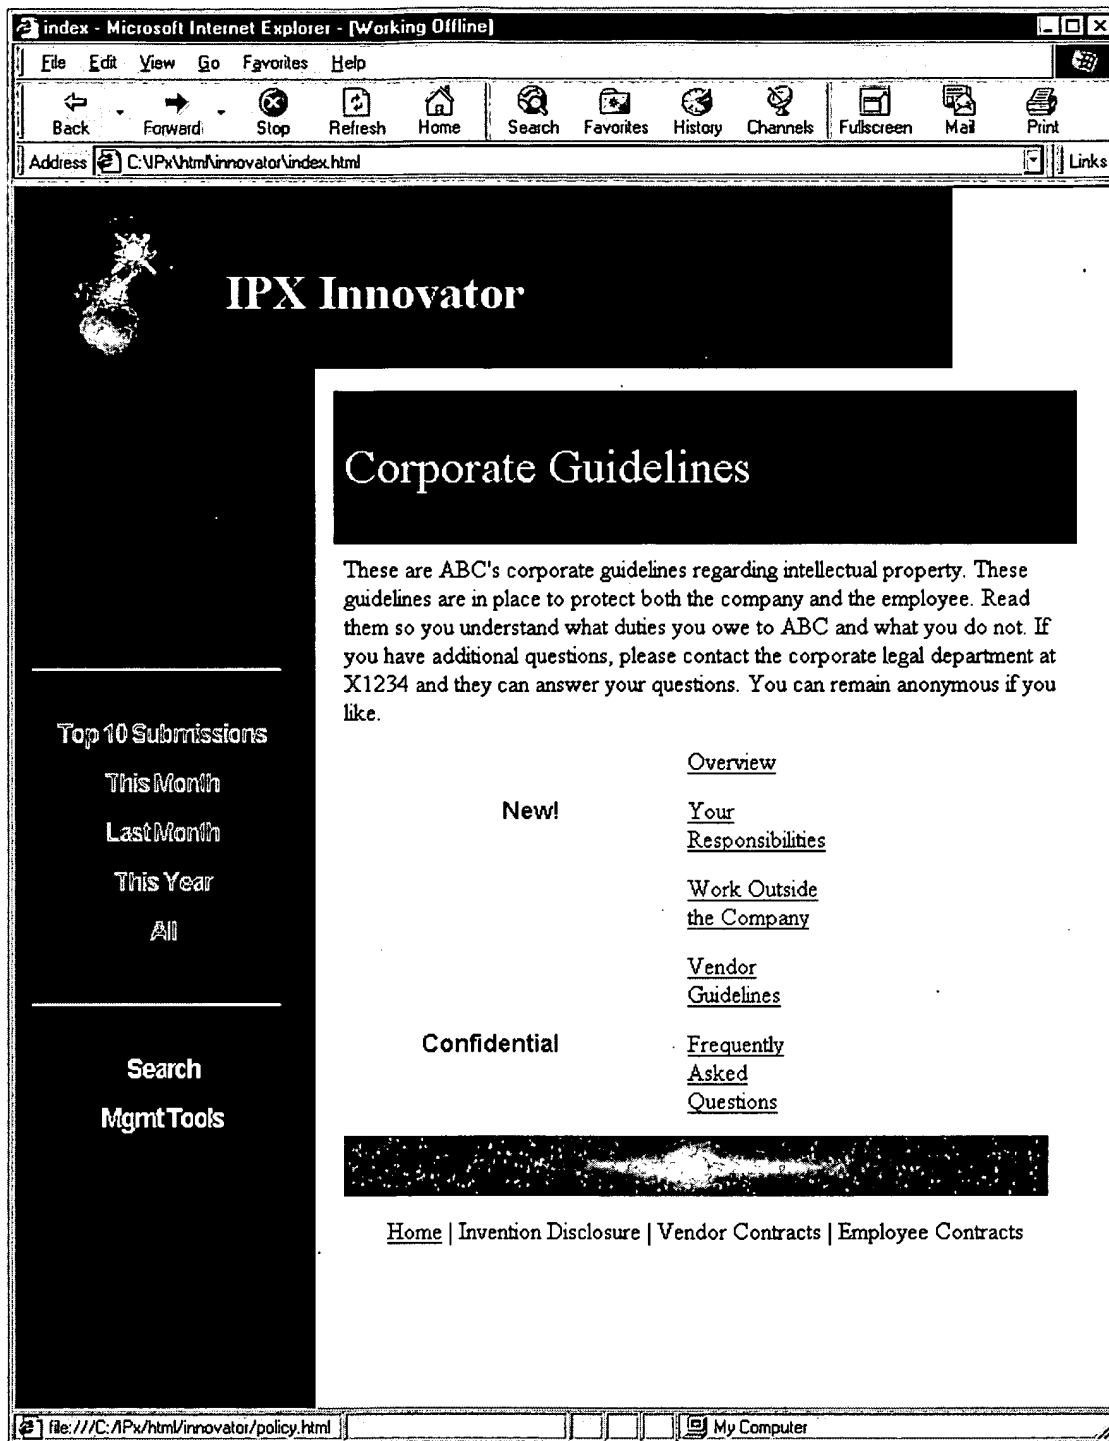 index - Microsoft Internet Explorer - [Working Offline]
File Edit View Go Favorites Help
Back Forward Stop Refresh Home Search Favorites History Channels Fullscreen Mail Print
Address C:\IPx\html\innovator\index.html Links
IPX Innovator
Corporate Guidelines
These are ABC's corporate guidelines regarding intellectual property. These
guidelines are in place to protect both the company and the employee. Read
them so you understand what duties you owe to ABC and what you do not. If
you have additional questions, please contact the corporate legal department at
X1234 and they can answer your questions. You can remain anonymous if you
like.
Top 10 Submissions
This Month
Last Month
This Year
All
Search
Mgmt Tools
Overview
New! Your
Responsibilities
Work Outside
the Company
Vendor
Guidelines
Confidential Frequently
Asked
Questions
Home | Invention Disclosure | Vendor Contracts | Employee Contracts
file:///C:/IPx/html/innovator/policy.html My Computer